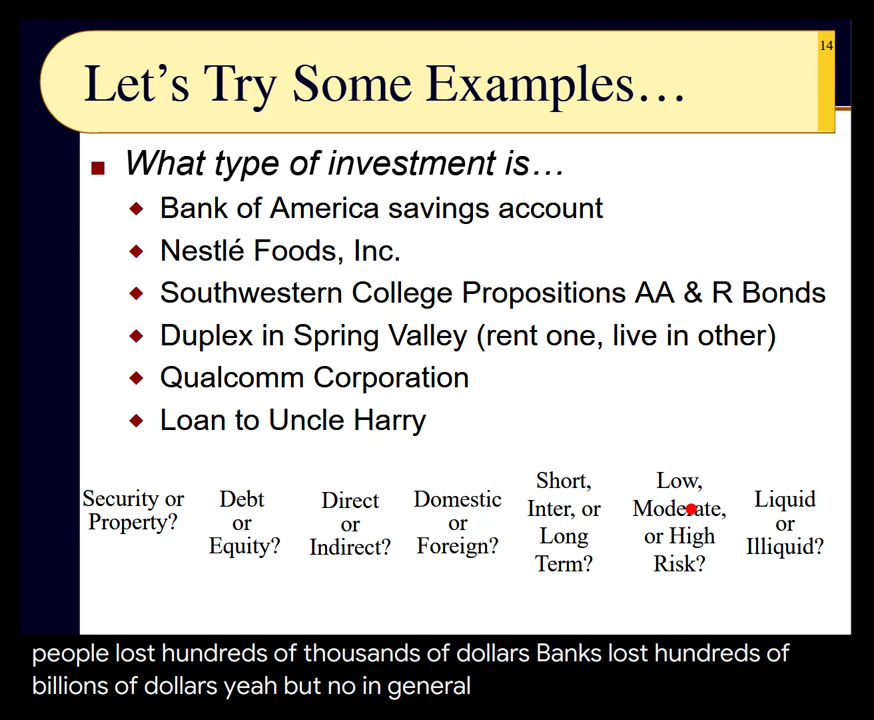 14
Let's Try Some Examples…
What type of investment is…
Bank of America savings account
Nestlé Foods, Inc.
Southwestern College Propositions AA & R Bonds
Duplex in Spring Valley (rent one, live in other)
Qualcomm Corporation
Loan to Uncle Harry
Security or
Property?
Debt
or
Equity?
Direct
or
Indirect?
Domestic
or
Foreign?
Short,
Inter, or
Long
Term?
Low,
Moderate,
or High
Risk?
Liquid
or
Illiquid?
people lost hundreds of thousands of dollars Banks lost hundreds of
billions of dollars yeah but no in general